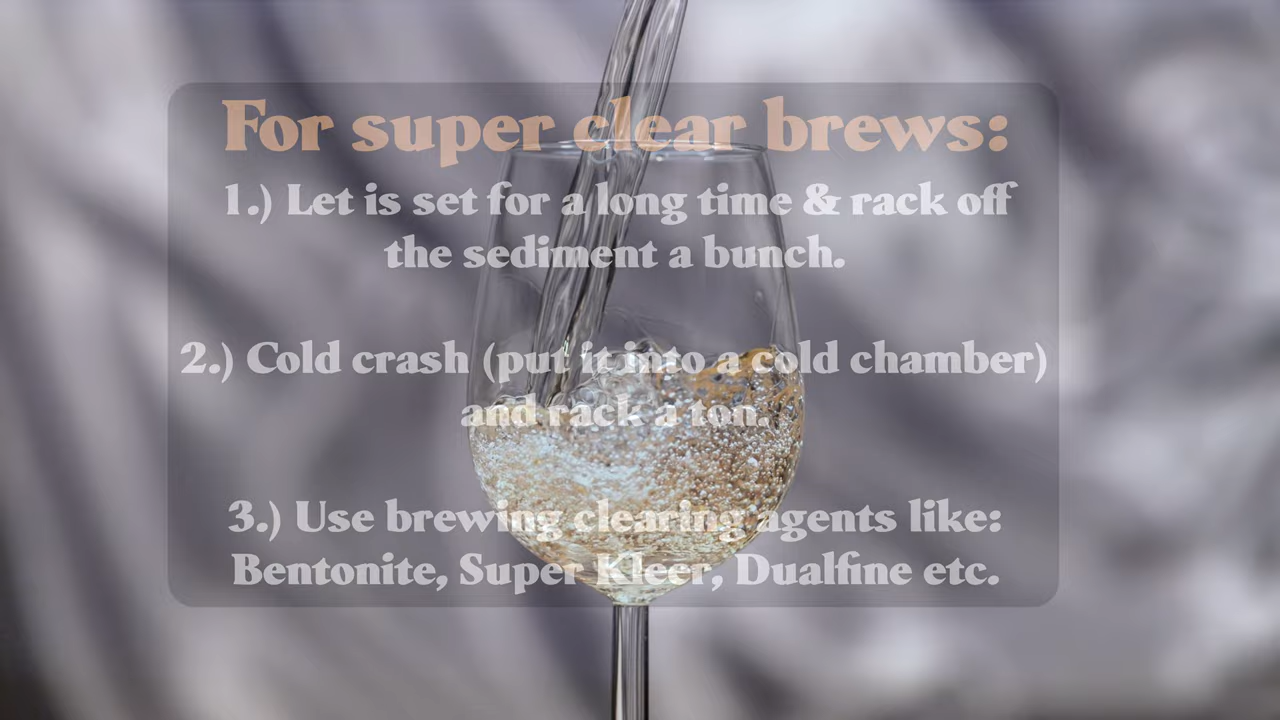 For super clear brews:
1.) Let is set for a long time & rack off
the sediment a bunch.
2.) Cold crash (put it into a cold chamber)
and rack a ton.
3.) Use brewing clearing agents like:
Bentonite, Super Kleer, Dualfine etc.